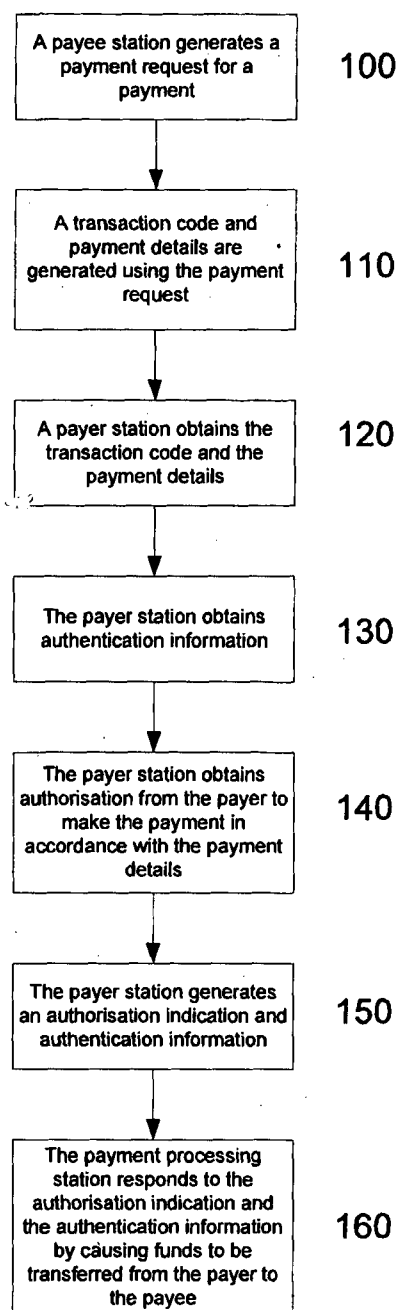 A payee station generates a
payment request for a
payment
100
A transaction code and
payment details are
generated using the payment
request
110
A payer station obtains the
transaction code and the
payment details
120
The payer station obtains
authentication information
130
The payer station obtains
authorisation from the payer to
make the payment in
accordance with the payment
details
140
The payer station generates
an authorisation indication and
authentication information
150
The payment processing
station responds to the
authorisation indication and
the authentication information
by causing funds to be
transferred from the payer to
the payee
160